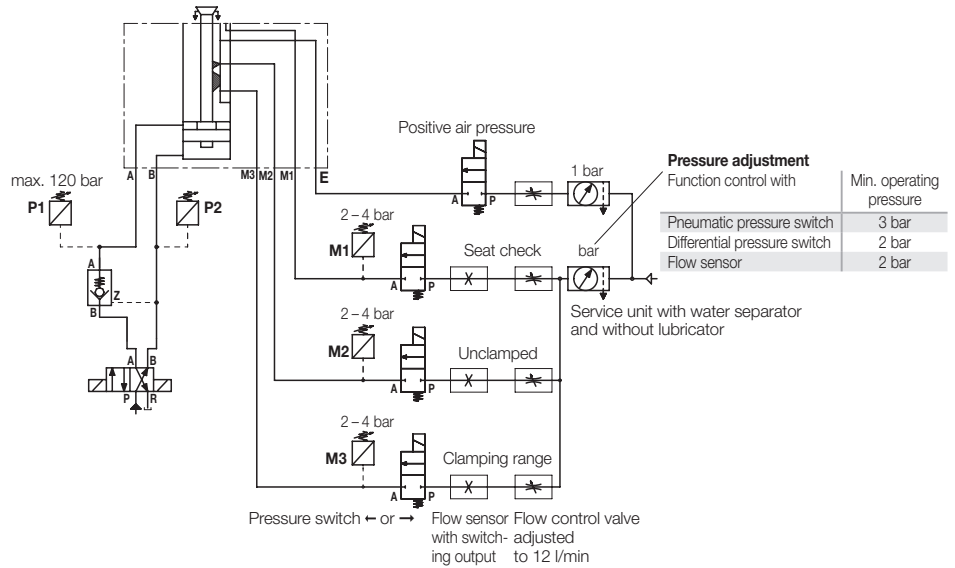 Positive air pressure
A B M3 M2 M1 E
max. 120 bar
P1
P2
1 bar
A P
Pressure adjustment
Function control with Min. operating pressure
Pneumatic pressure switch 3 bar
Differential pressure switch 2 bar
Flow sensor 2 bar
2 – 4 bar
M1
Seat check
bar
A P
A
Z
B
Service unit with water separator
and without lubricator
2 – 4 bar
M2
Unclamped
A P
A B
P R
2 – 4 bar
M3
Clamping range
A P
Pressure switch ← or → Flow sensor with switch- ing output
Flow control valve adjusted to 12 l/min